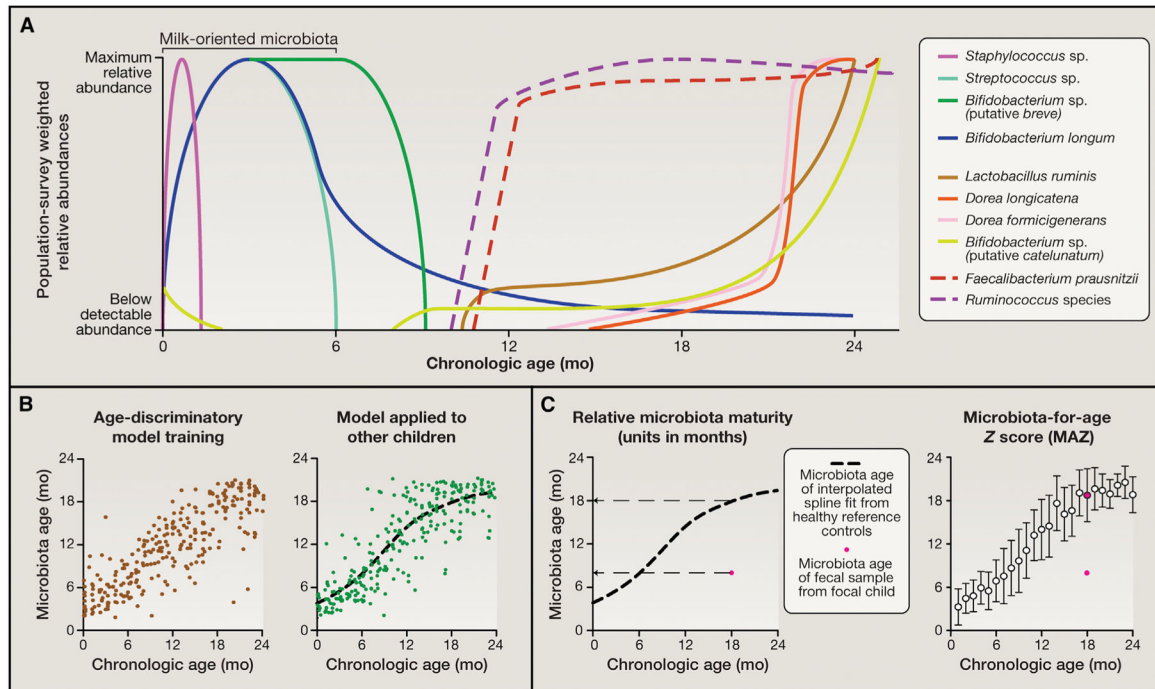 A
Milk-oriented microbiota
Maximum
relative
abundance
Population-survey weighted
relative abundances
Below
detectable
abundance
0
6
12
18
24
Chronologic age (mo)
Staphylococcus sp.
Streptococcus sp.
Bifidobacterium sp.
(putative breve)
Bifidobacterium longum
Lactobacillus ruminis
Dorea longicatena
Dorea formicigenerans
Bifidobacterium sp.
(putative catelunatum)
Faecalibacterium prausnitzii
Ruminococcus species
B
Age-discriminatory
model training
Microbiota age (mo)
24
18
12
6
0
0
6
12
18
24
Chronologic age (mo)
Model applied to
other children
24
18
12
6
0
0
6
12
18
24
Chronologic age (mo)
C
Relative microbiota maturity
(units in months)
Microbiota age (mo)
24
18
12
6
0
0
6
12
18
24
Chronologic age (mo)
Microbiota age
of interpolated
spline fit from
healthy reference
controls
Microbiota age
of fecal sample
from focal child
Microbiota-for-age
Z score (MAZ)
24
18
12
6
0
0
6
12
18
24
Chronologic age (mo)